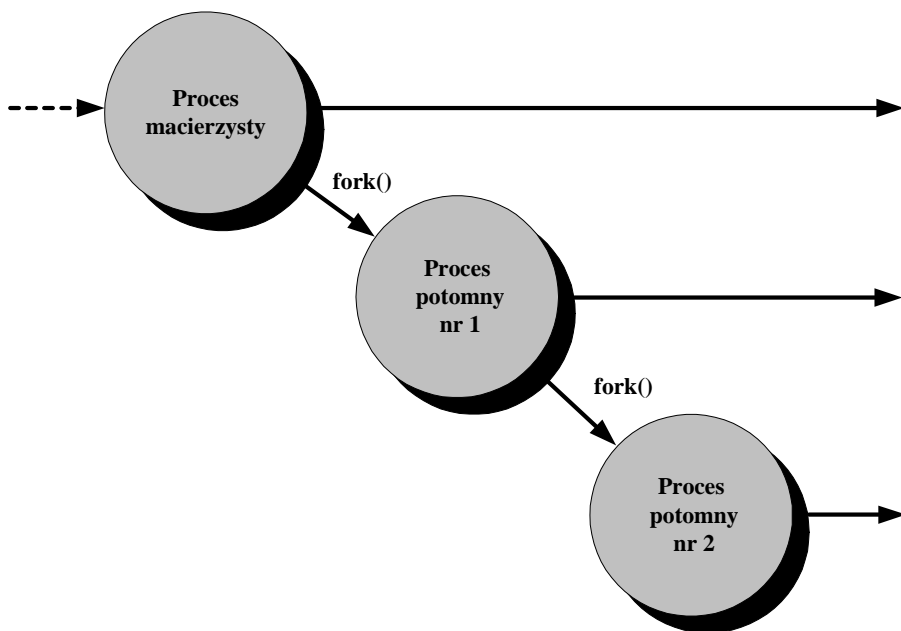 Proces
macierzysty
fork()
Proces
potomny
nr 1
fork()
Proces
potomny
nr 2